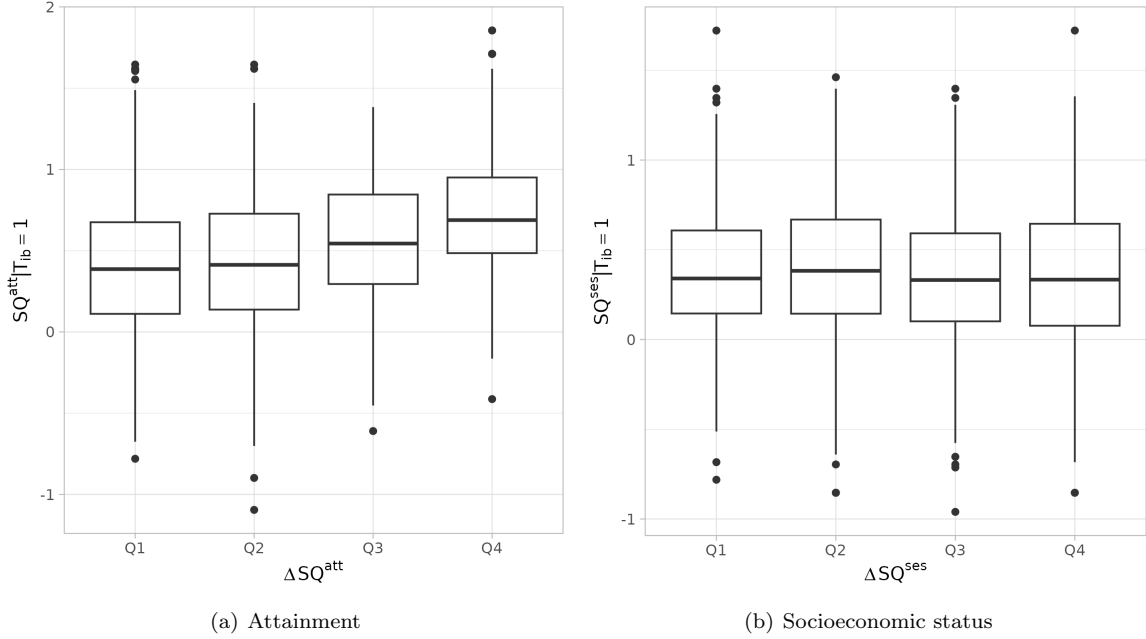 2
1
0
-1
SQ^att|T_ib = 1
Q1 Q2 Q3 Q4
ΔSQ^att
(a) Attainment
1
0
-1
SQ^ses|T_ib = 1
Q1 Q2 Q3 Q4
ΔSQ^ses
(b) Socioeconomic status